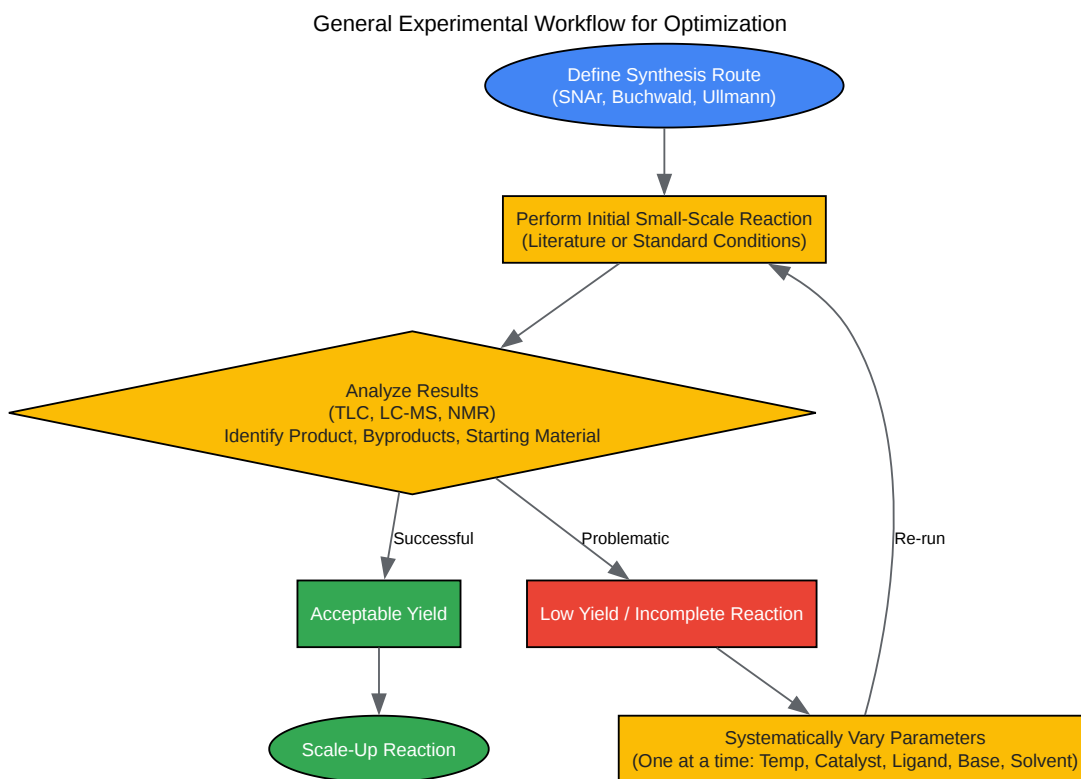 General Experimental Workflow for Optimization
Define Synthesis Route
(SNAr, Buchwald, Ullmann)
Perform Initial Small-Scale Reaction
(Literature or Standard Conditions)
Analyze Results
(TLC, LC-MS, NMR)
Identify Product, Byproducts, Starting Material
Successful
Problematic
Re-run
Acceptable Yield
Low Yield / Incomplete Reaction
Scale-Up Reaction
Systematically Vary Parameters
(One at a time: Temp, Catalyst, Ligand, Base, Solvent)